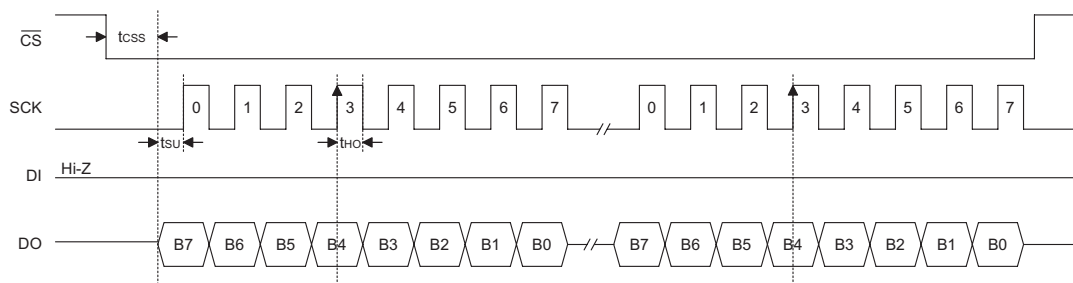 C̅S̅ tCSS
SCK 0 1 2 3 4 5 6 7 0 1 2 3 4 5 6 7
tSU tHO
DI Hi-Z
DO B7 B6 B5 B4 B3 B2 B1 B0 B7 B6 B5 B4 B3 B2 B1 B0